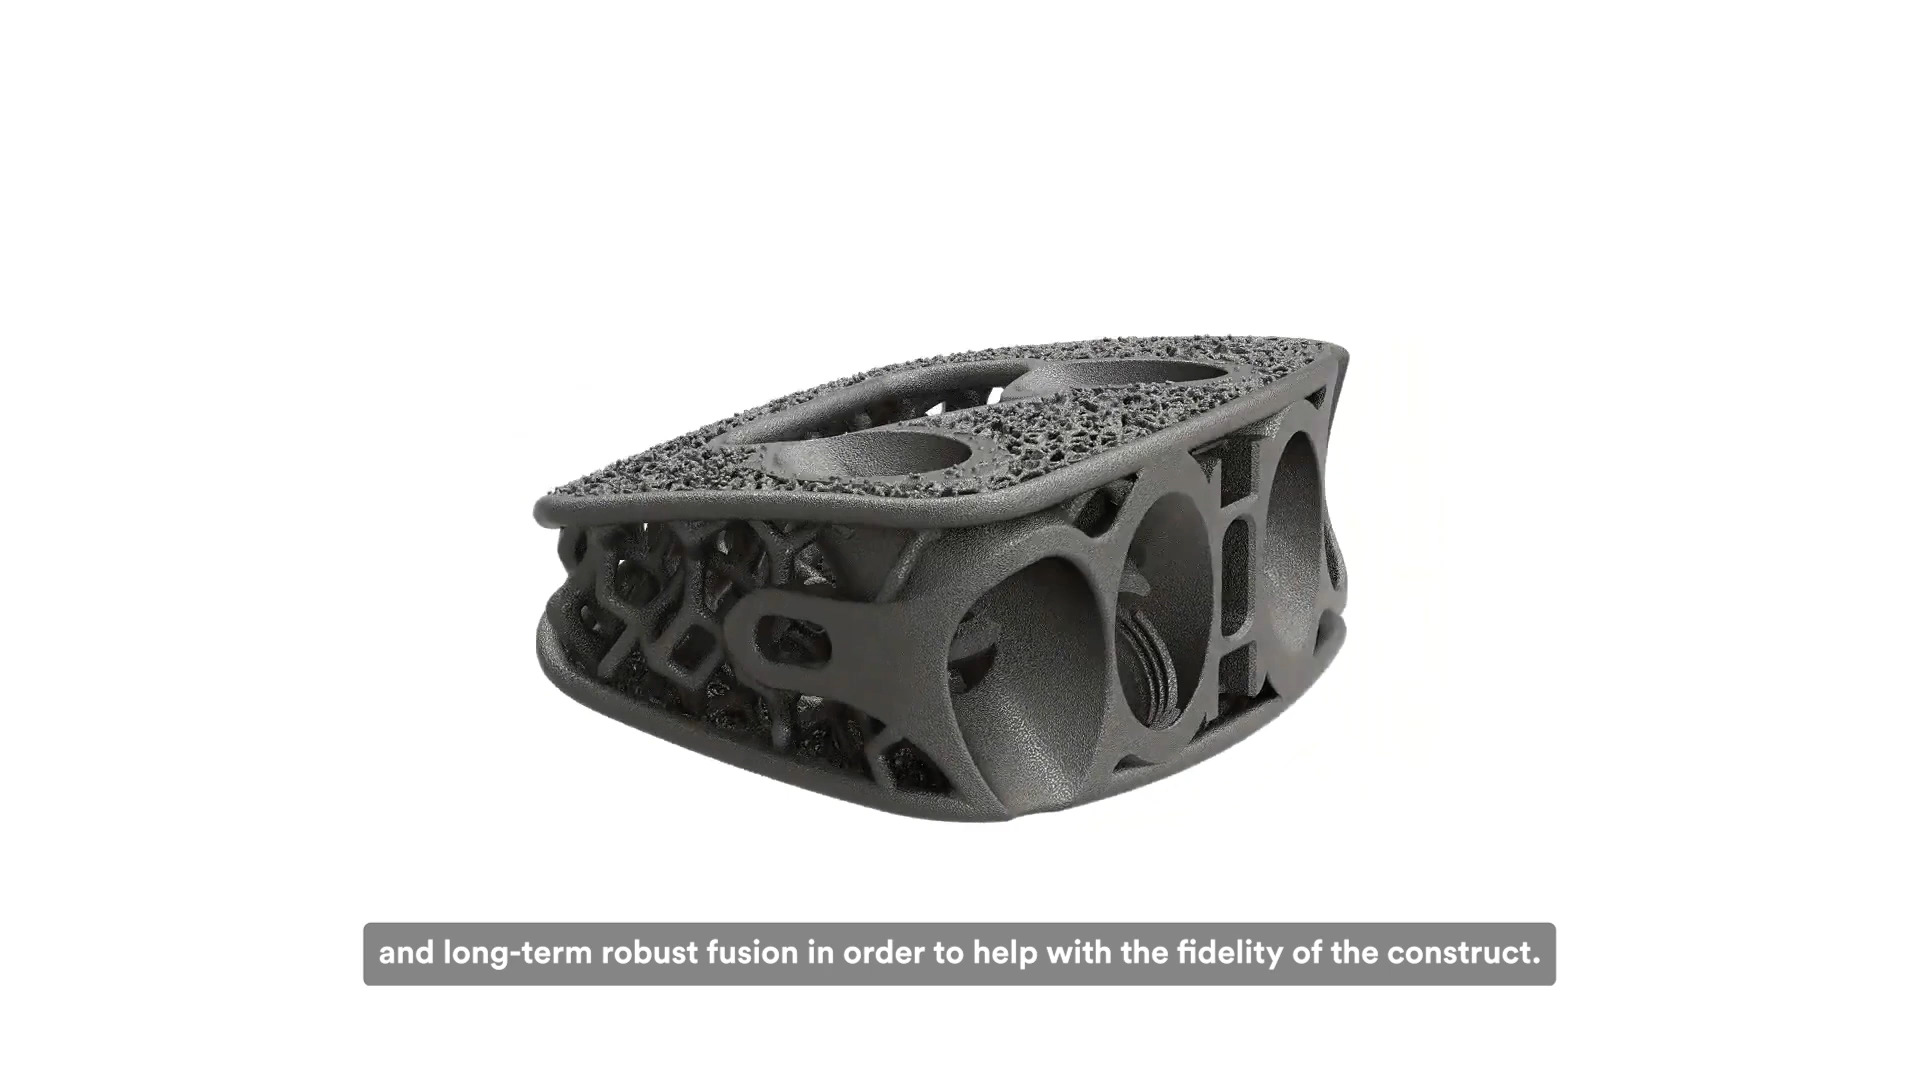 and long-term robust fusion in order to help with the fidelity of the construct.